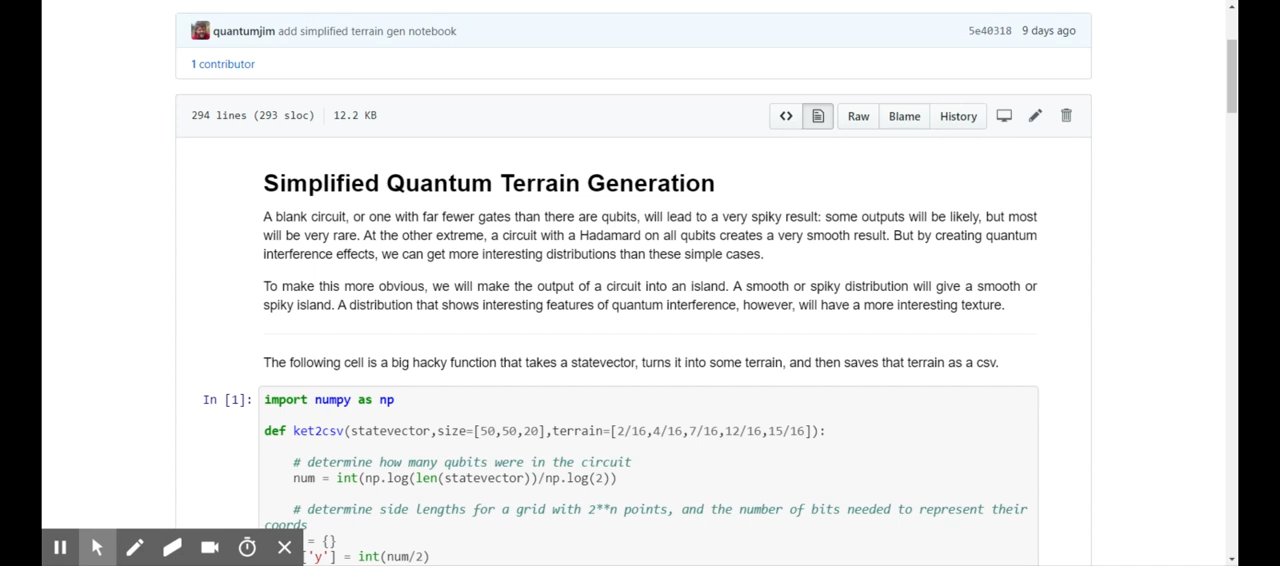 quantumjim add simplified terrain gen notebook 5e40318 9 days ago
1 contributor
294 lines (293 sloc) 12.2 KB Raw Blame History
Simplified Quantum Terrain Generation
A blank circuit, or one with far fewer gates than there are qubits, will lead to a very spiky result: some outputs will be likely, but most
will be very rare. At the other extreme, a circuit with a Hadamard on all qubits creates a very smooth result. But by creating quantum
interference effects, we can get more interesting distributions than these simple cases.
To make this more obvious, we will make the output of a circuit into an island. A smooth or spiky distribution will give a smooth or
spiky island. A distribution that shows interesting features of quantum interference, however, will have a more interesting texture.
The following cell is a big hacky function that takes a statevector, turns it into some terrain, and then saves that terrain as a csv.
In [1]: import numpy as np
def ket2csv(statevector,size=[50,50,20],terrain=[2/16,4/16,7/16,12/16,15/16]):
# determine how many qubits were in the circuit
num = int(np.log(len(statevector))/np.log(2))
# determine side lengths for a grid with 2**n points, and the number of bits needed to represent their
coords
= {}
['y'] = int(num/2)